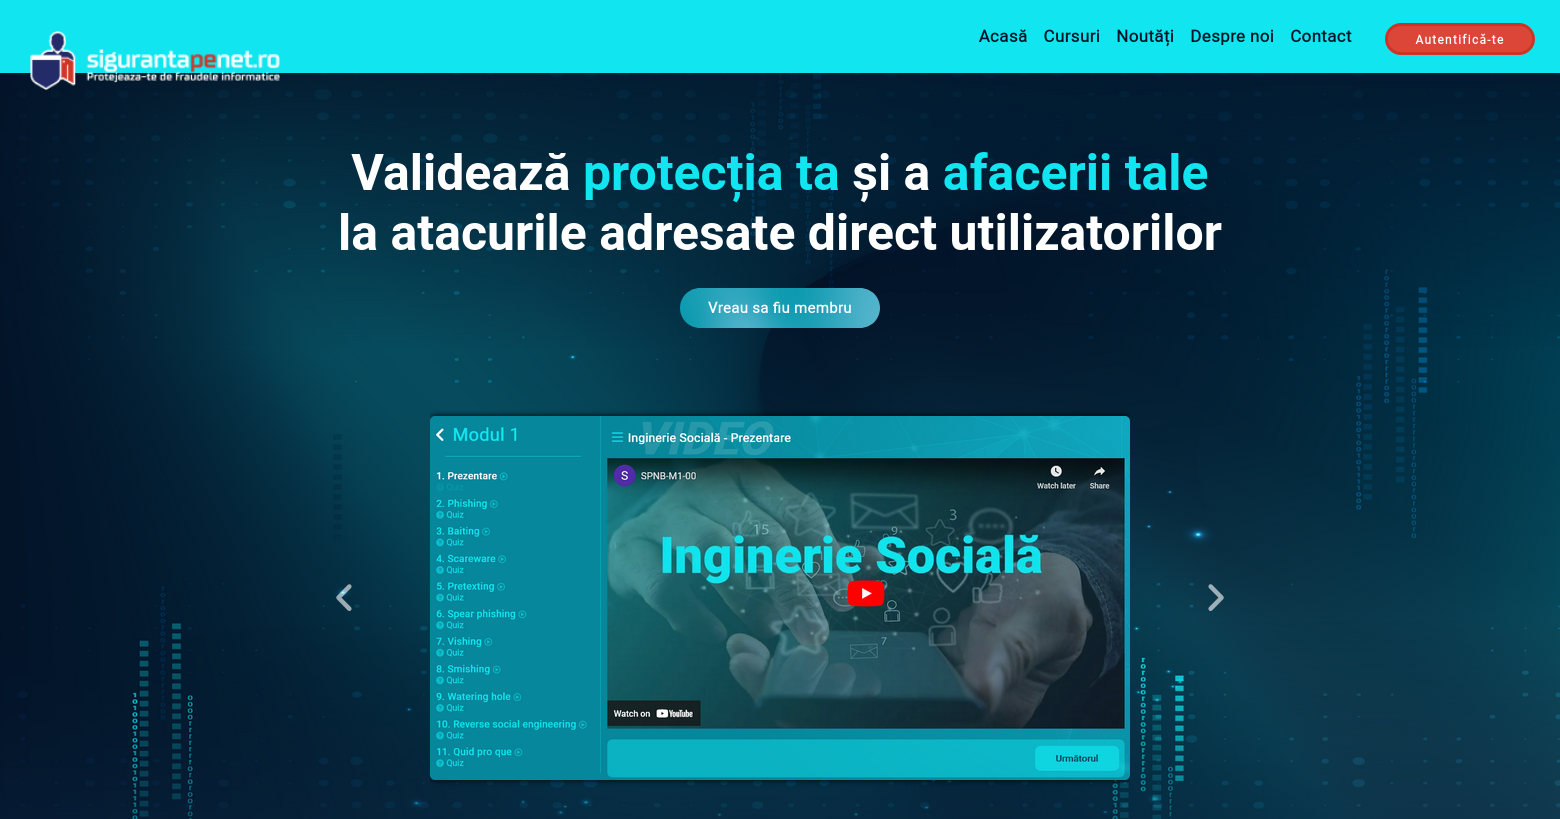 sigurantapenet.ro
Protejeaza-te de fraudele informatice
Acasă
Cursuri
Noutăți
Despre noi
Contact
Autentifică-te
Validează protecția ta și a afacerii tale
la atacurile adresate direct utilizatorilor
Vreau sa fiu membru
Modul 1
1. Prezentare
2. Phishing
Quiz
3. Baiting
Quiz
4. Scareware
Quiz
5. Pretexting
Quiz
6. Spear phishing
Quiz
7. Vishing
Quiz
8. Smishing
Quiz
9. Watering hole
Quiz
10. Reverse social engineering
Quiz
11. Quid pro que
Quiz
VIDEO
Inginerie Socială - Prezentare
S
SPNB-M1-00
Watch later
Share
15
9
3
Inginerie Socială
7
Watch on YouTube
Următorul